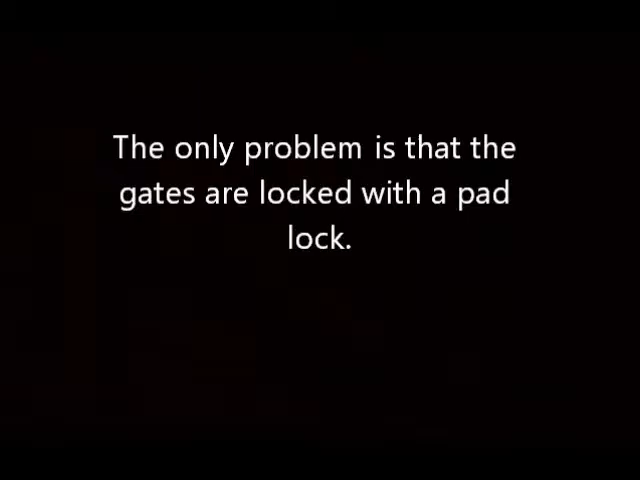 The only problem is that the
gates are locked with a pad
lock.